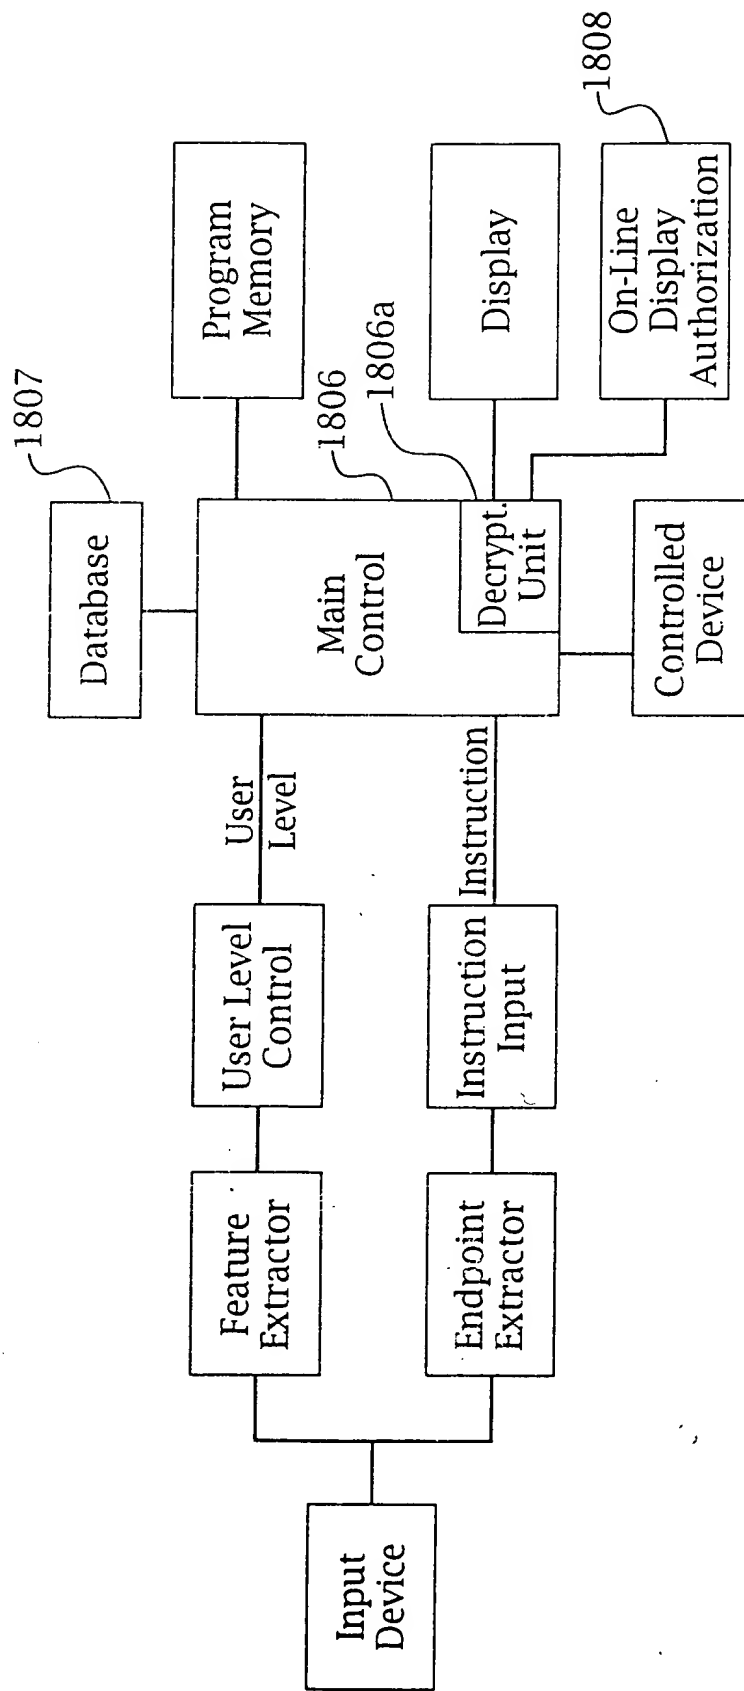 Input
Device
Feature
Extractor
Endpoint
Extractor
User Level
Control
Instruction
Input
User
Level
Instruction
Database
1807
Main
Control
1806
Decrypt.
Unit
1806a
Program
Memory
Display
On-Line
Display
Authorization
1808
Controlled
Device